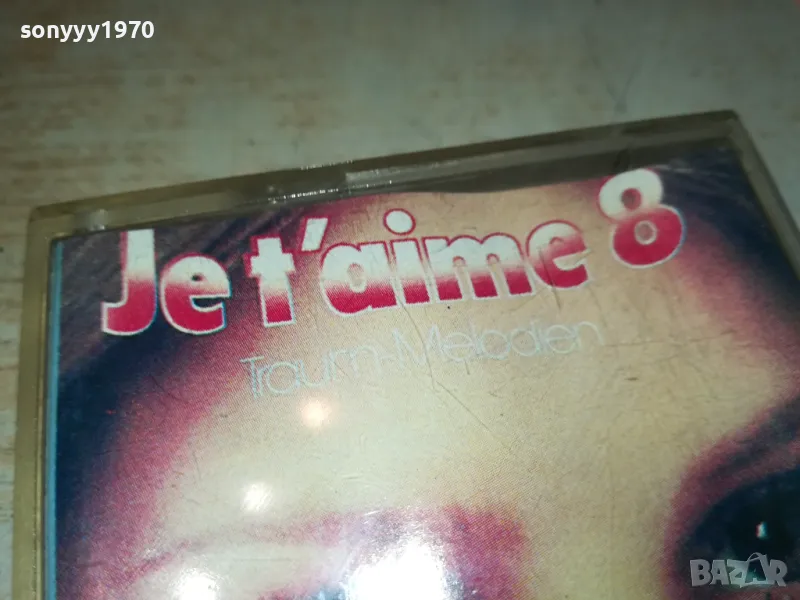 sonyyy1970
Je t'aime 8
Traum-Melodien
BAZAR